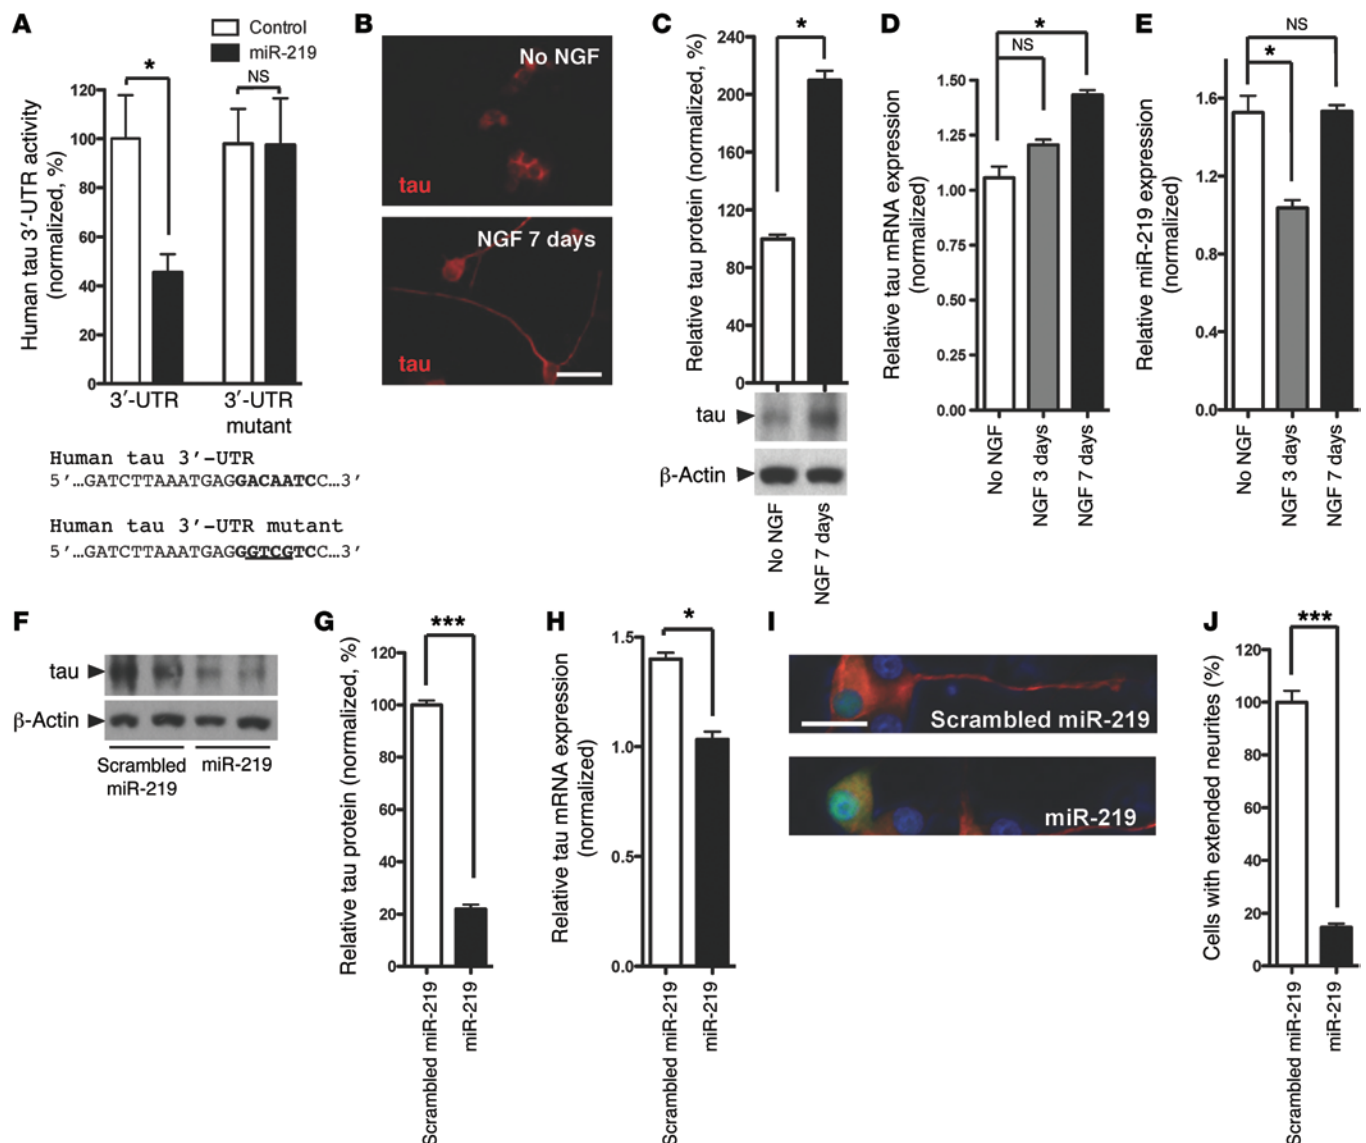 A
Control
miR-219
*
NS
Human tau 3′-UTR activity
(normalized, %)
120
100
80
60
40
20
0
3′-UTR
3′-UTR
mutant
Human tau 3′-UTR
5′…GATCTTAAATGAGGACAATCC…3′
Human tau 3′-UTR mutant
5′…GATCTTAAATGAGGGTCGTCC…3′
B
No NGF
tau
NGF 7 days
tau
C
*
Relative tau protein (normalized, %)
240
200
160
100
80
40
0
tau
β-Actin
No NGF
NGF 7 days
D
*
NS
Relative tau mRNA expression
(normalized)
1.50
1.25
1.00
0.75
0.50
0.25
0.00
No NGF
NGF 3 days
NGF 7 days
E
NS
*
Relative miR-219 expression
(normalized)
1.6
1.2
0.8
0.4
0.0
No NGF
NGF 3 days
NGF 7 days
F
tau
β-Actin
Scrambled
miR-219
miR-219
G
***
Relative tau protein (normalized, %)
120
100
80
60
40
20
0
Scrambled miR-219
miR-219
H
*
Relative tau mRNA expression
(normalized)
1.5
1.0
0.5
0.0
Scrambled miR-219
miR-219
I
Scrambled miR-219
miR-219
J
***
Cells with extended neurites (%)
120
100
80
60
40
20
0
Scrambled miR-219
miR-219